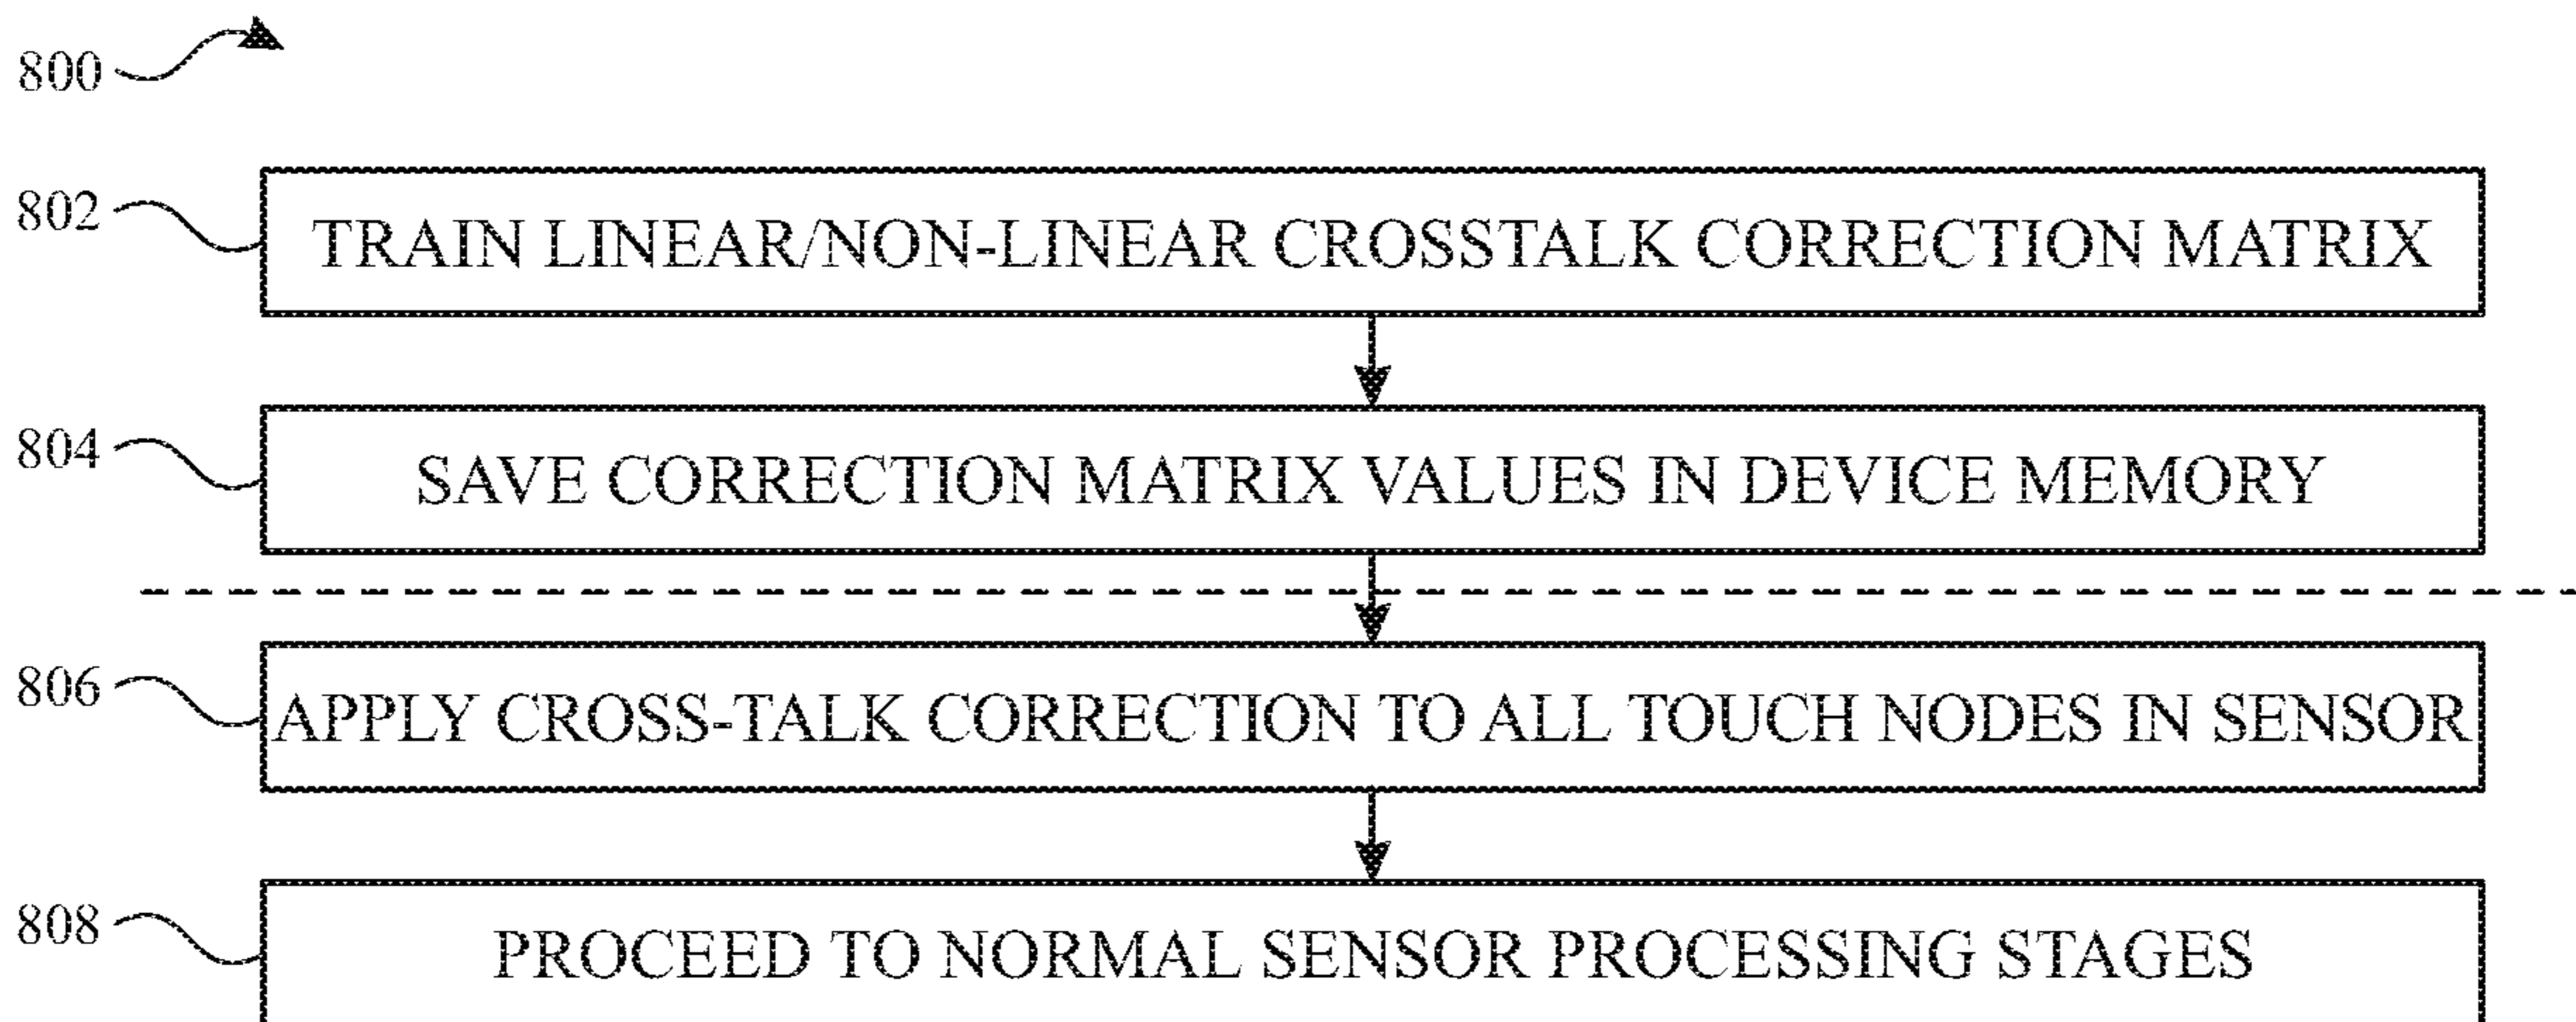 800
802
TRAIN LINEAR/NON-LINEAR CROSSTALK CORRECTION MATRIX
804
SAVE CORRECTION MATRIX VALUES IN DEVICE MEMORY
806
APPLY CROSS-TALK CORRECTION TO ALL TOUCH NODES IN SENSOR
808
PROCEED TO NORMAL SENSOR PROCESSING STAGES